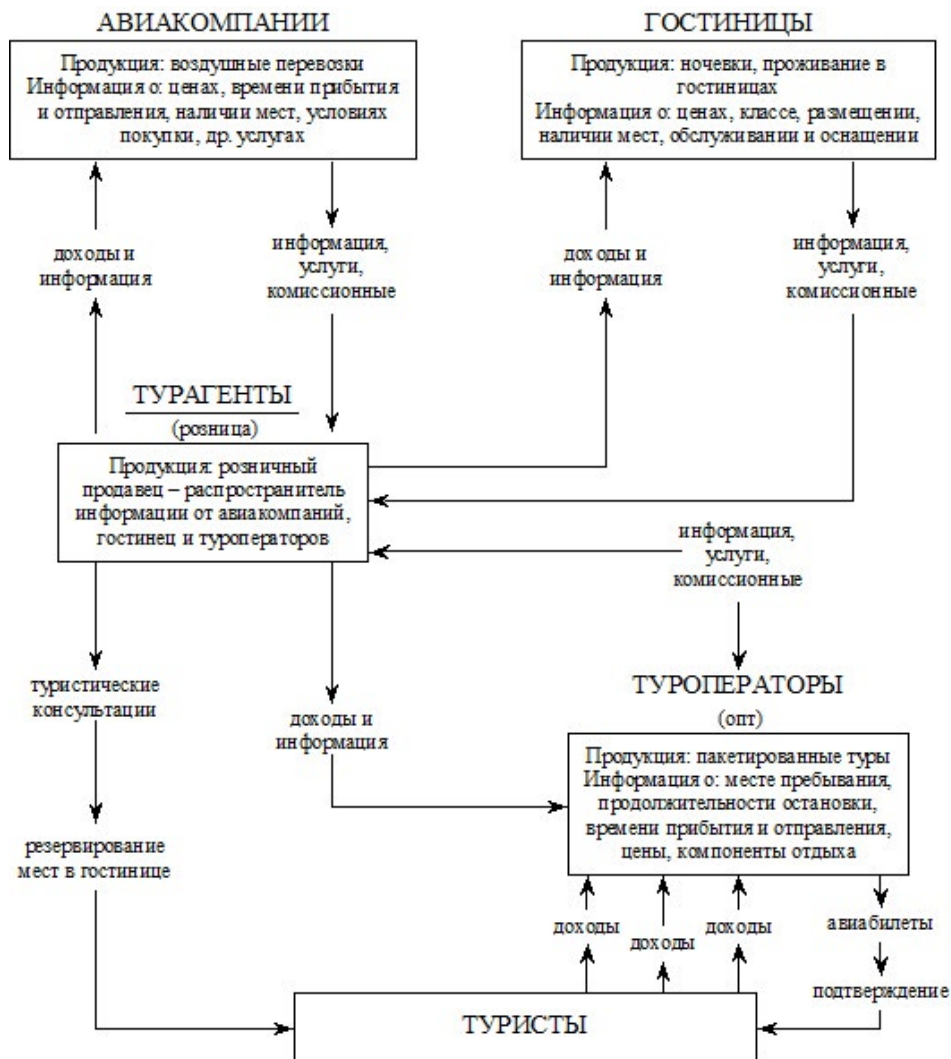 АВИАКОМПАНИИ
Продукция: воздушные перевозки
Информация о: ценах, времени прибытия
и отправления, наличии мест, условиях
покупки, др. услугах
ГОСТИНИЦЫ
Продукция: ночевки, проживание в
гостиницах
Информация о: ценах, классе, размещении,
наличии мест, обслуживании и оснащении
доходы и
информация
информация,
услуги,
комиссионные
доходы и
информация
информация,
услуги,
комиссионные
ТУРАГЕНТЫ
(розница)
Продукция: розничный
продавец – распространитель
информации от авиакомпаний,
гостинец и туроператоров
информация,
услуги,
комиссионные
туристические
консультации
доходы и
информация
ТУРОПЕРАТОРЫ
(опт)
Продукция: пакетированные туры
Информация о: месте пребывания,
продолжительности остановки,
времени прибытия и отправления,
цены, компоненты отдыха
резервирование
мест в гостинице
доходы
доходы
доходы
авиабилеты
подтверждение
ТУРИСТЫ